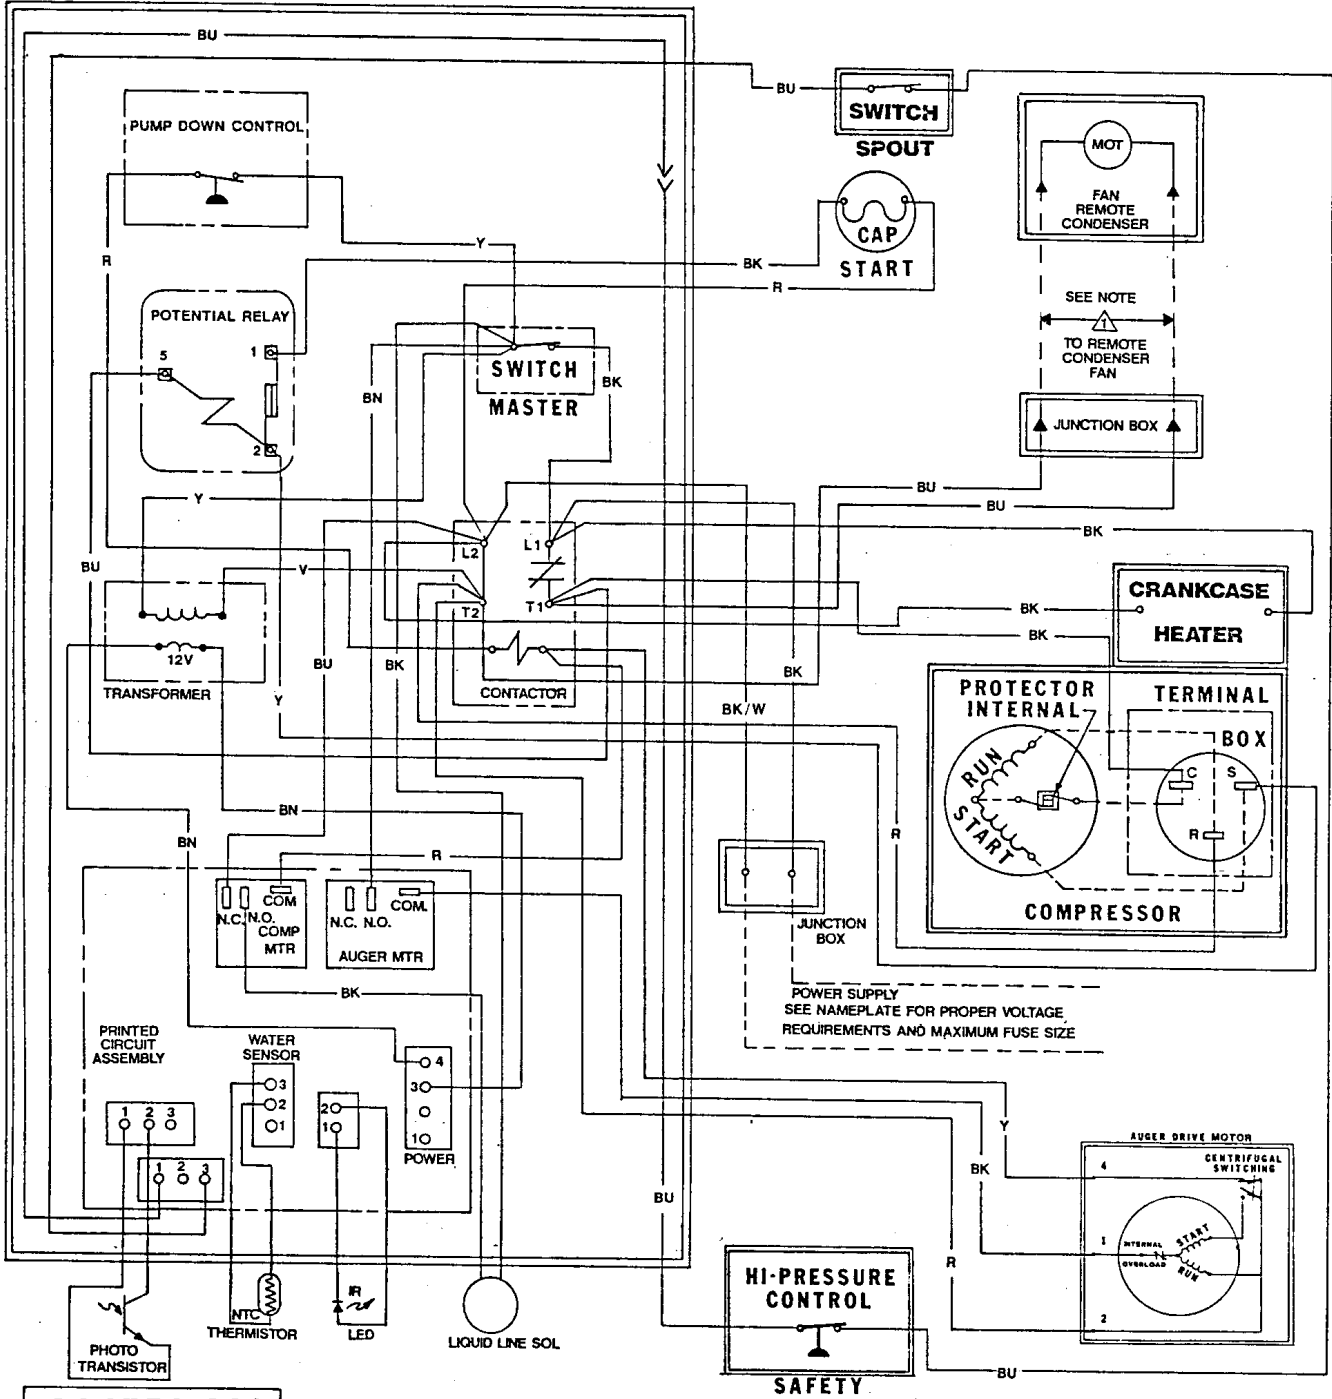 BU
BU
SWITCH
SPOUT
PUMP DOWN CONTROL
MOT
FAN
REMOTE
CONDENSER
CAP
START
R
Y
BK
R
SEE NOTE
1
TO REMOTE
CONDENSER
FAN
POTENTIAL RELAY
5
1
2
SWITCH
MASTER
BN
BK
JUNCTION BOX
Y
BU
BU
BK
L2
L1
BU
V
T2
T1
BK
BK
CRANKCASE
HEATER
12V
TRANSFORMER
BU
BK
CONTACTOR
Y
BK
BK/W
PROTECTOR
INTERNAL
TERMINAL
BOX
RUN
START
C
S
R
COMPRESSOR
BN
BN
R
R
N.C.
N.O.
COM
COMP
MTR
N.C. N.O.
COM.
AUGER MTR
JUNCTION
BOX
BK
POWER SUPPLY
SEE NAMEPLATE FOR PROPER VOLTAGE
REQUIREMENTS AND MAXIMUM FUSE SIZE
PRINTED
CIRCUIT
ASSEMBLY
WATER
SENSOR
3
2
1
2
1
4
3
1
POWER
1 2 3
1 2 3
Y
BK
R
BU
AUGER DRIVE MOTOR
CENTRIFUGAL
SWITCHING
4
1
2
INTERNAL
OVERLOAD
START
RUN
HI-PRESSURE
CONTROL
SAFETY
BU
NTC
THERMISTOR
IR
LED
LIQUID LINE SOL
PHOTO
TRANSISTOR